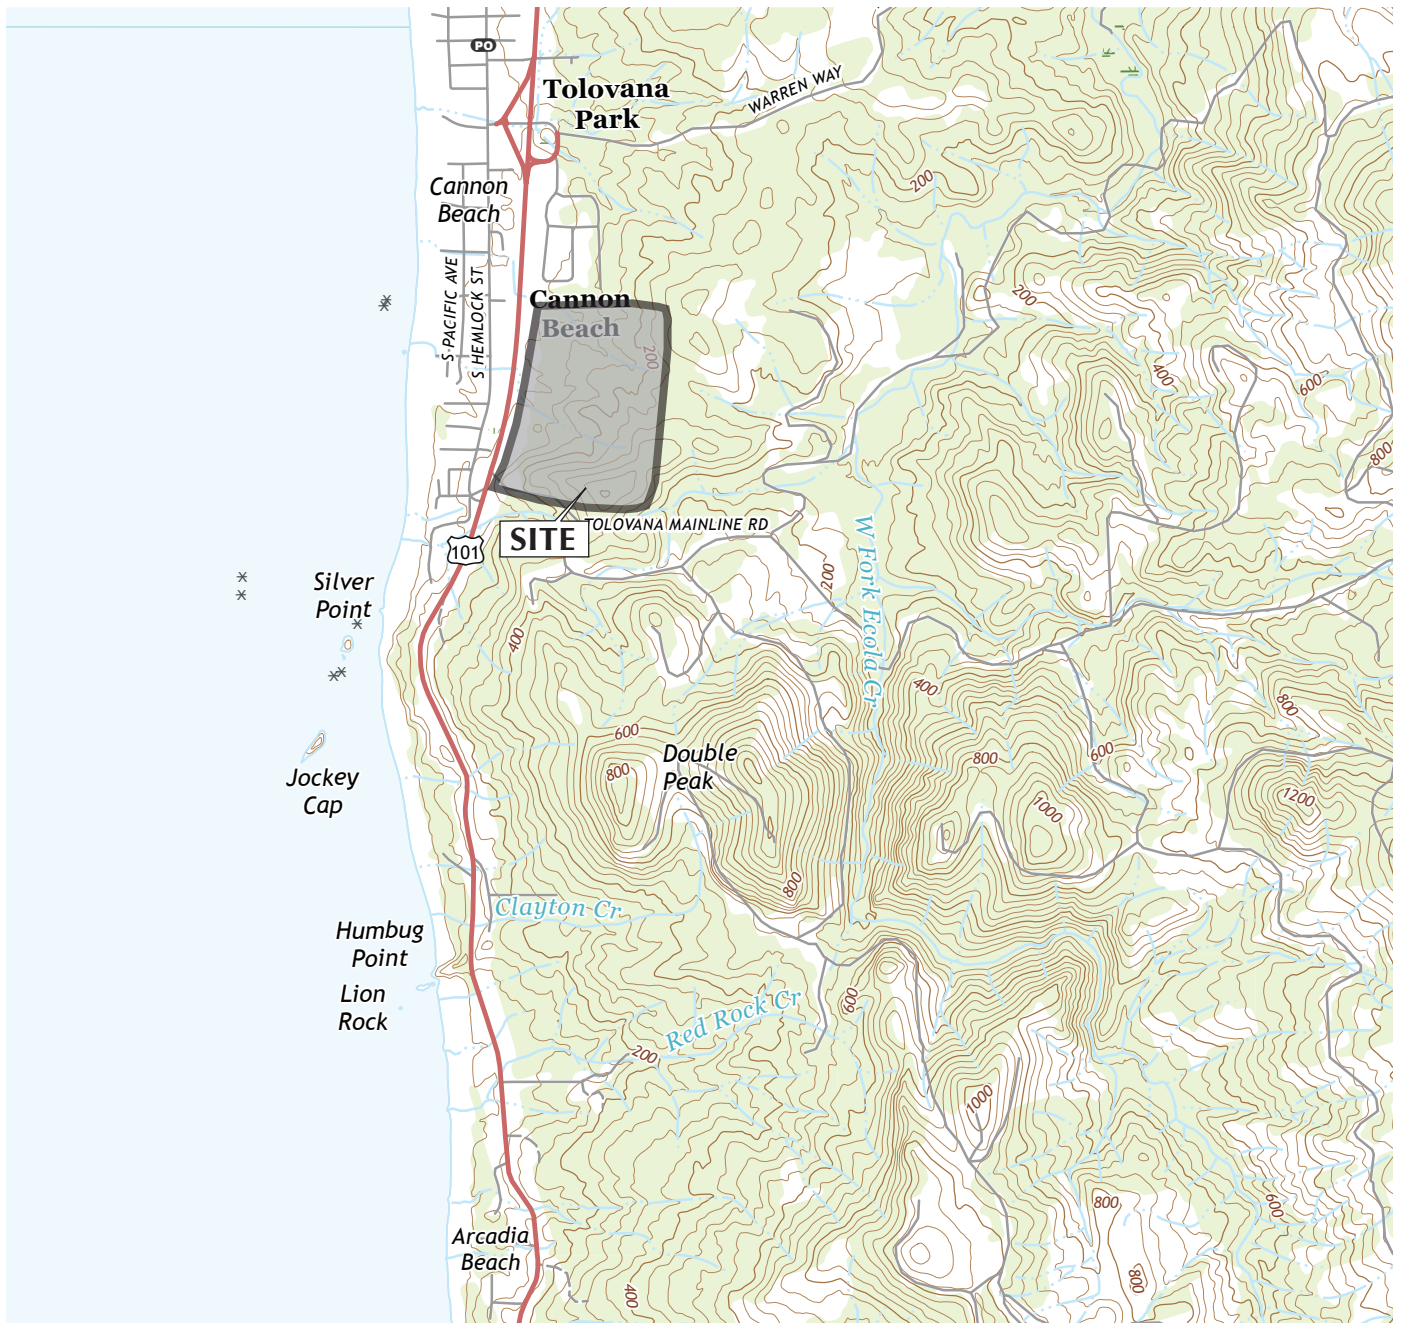 PO
Tolovana
Park
WARREN WAY
Cannon
Beach
200
S PACIFIC AVE
S HEMLOCK ST
Cannon
Beach
200
200
400
600
800
SITE
TOLOVANA MAINLINE RD
101
W Fork Ecola Cr
200
Silver
Point
400
400
600
800
Double
Peak
800
600
800
Jockey
Cap
1000
1200
800
Clayton Cr
Humbug
Point
Lion
Rock
Red Rock Cr
600
200
1000
800
600
Arcadia
Beach
400
800